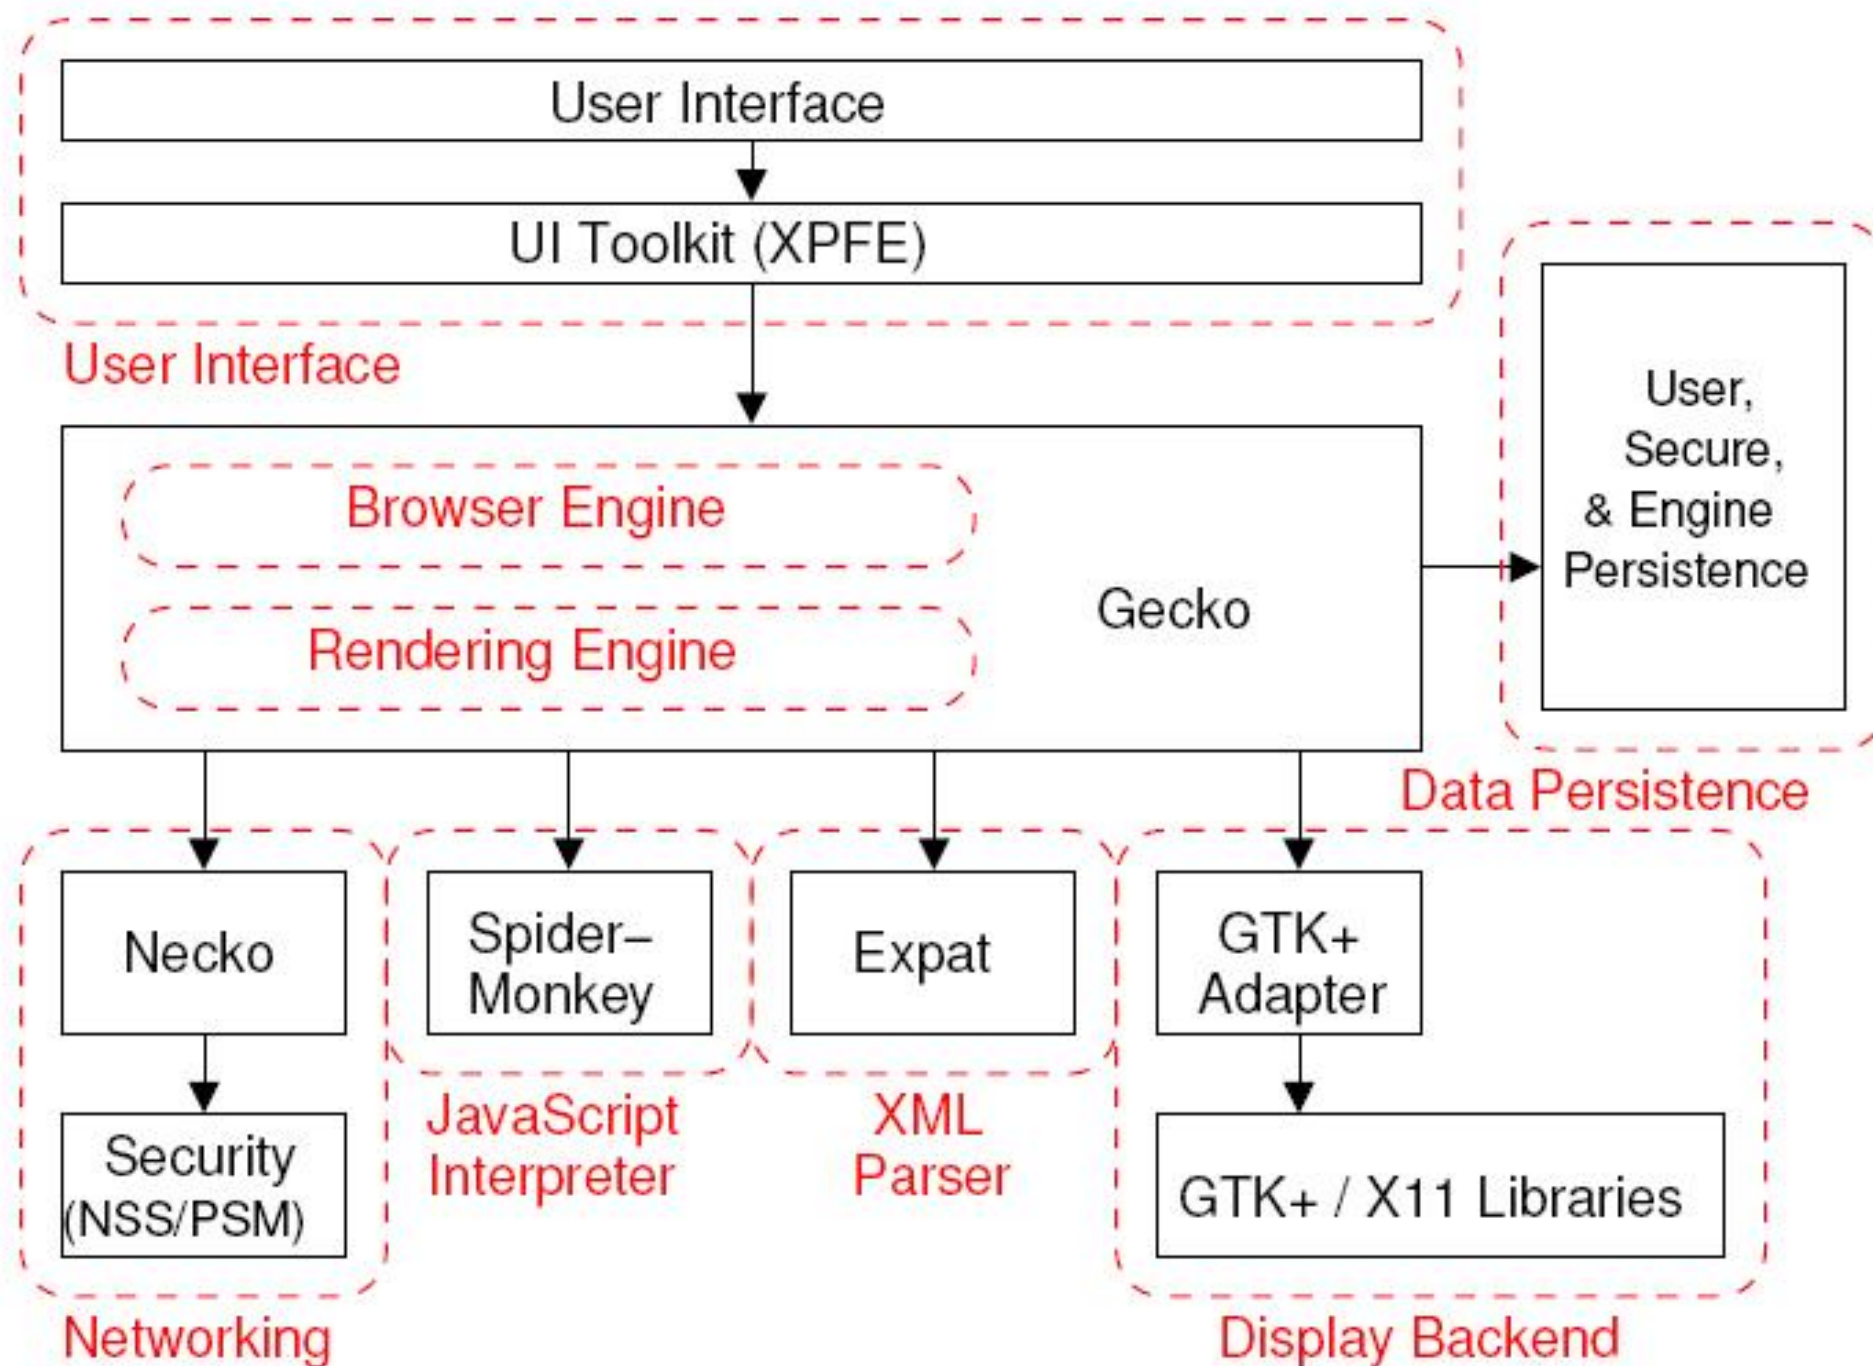 User Interface
UI Toolkit (XPFE)
User Interface
User,
Secure,
& Engine
Persistence
Data Persistence
Browser Engine
Rendering Engine
Gecko
Necko
Security
(NSS/PSM)
Networking
Spider–
Monkey
JavaScript
Interpreter
Expat
XML
Parser
GTK+
Adapter
GTK+ / X11 Libraries
Display Backend